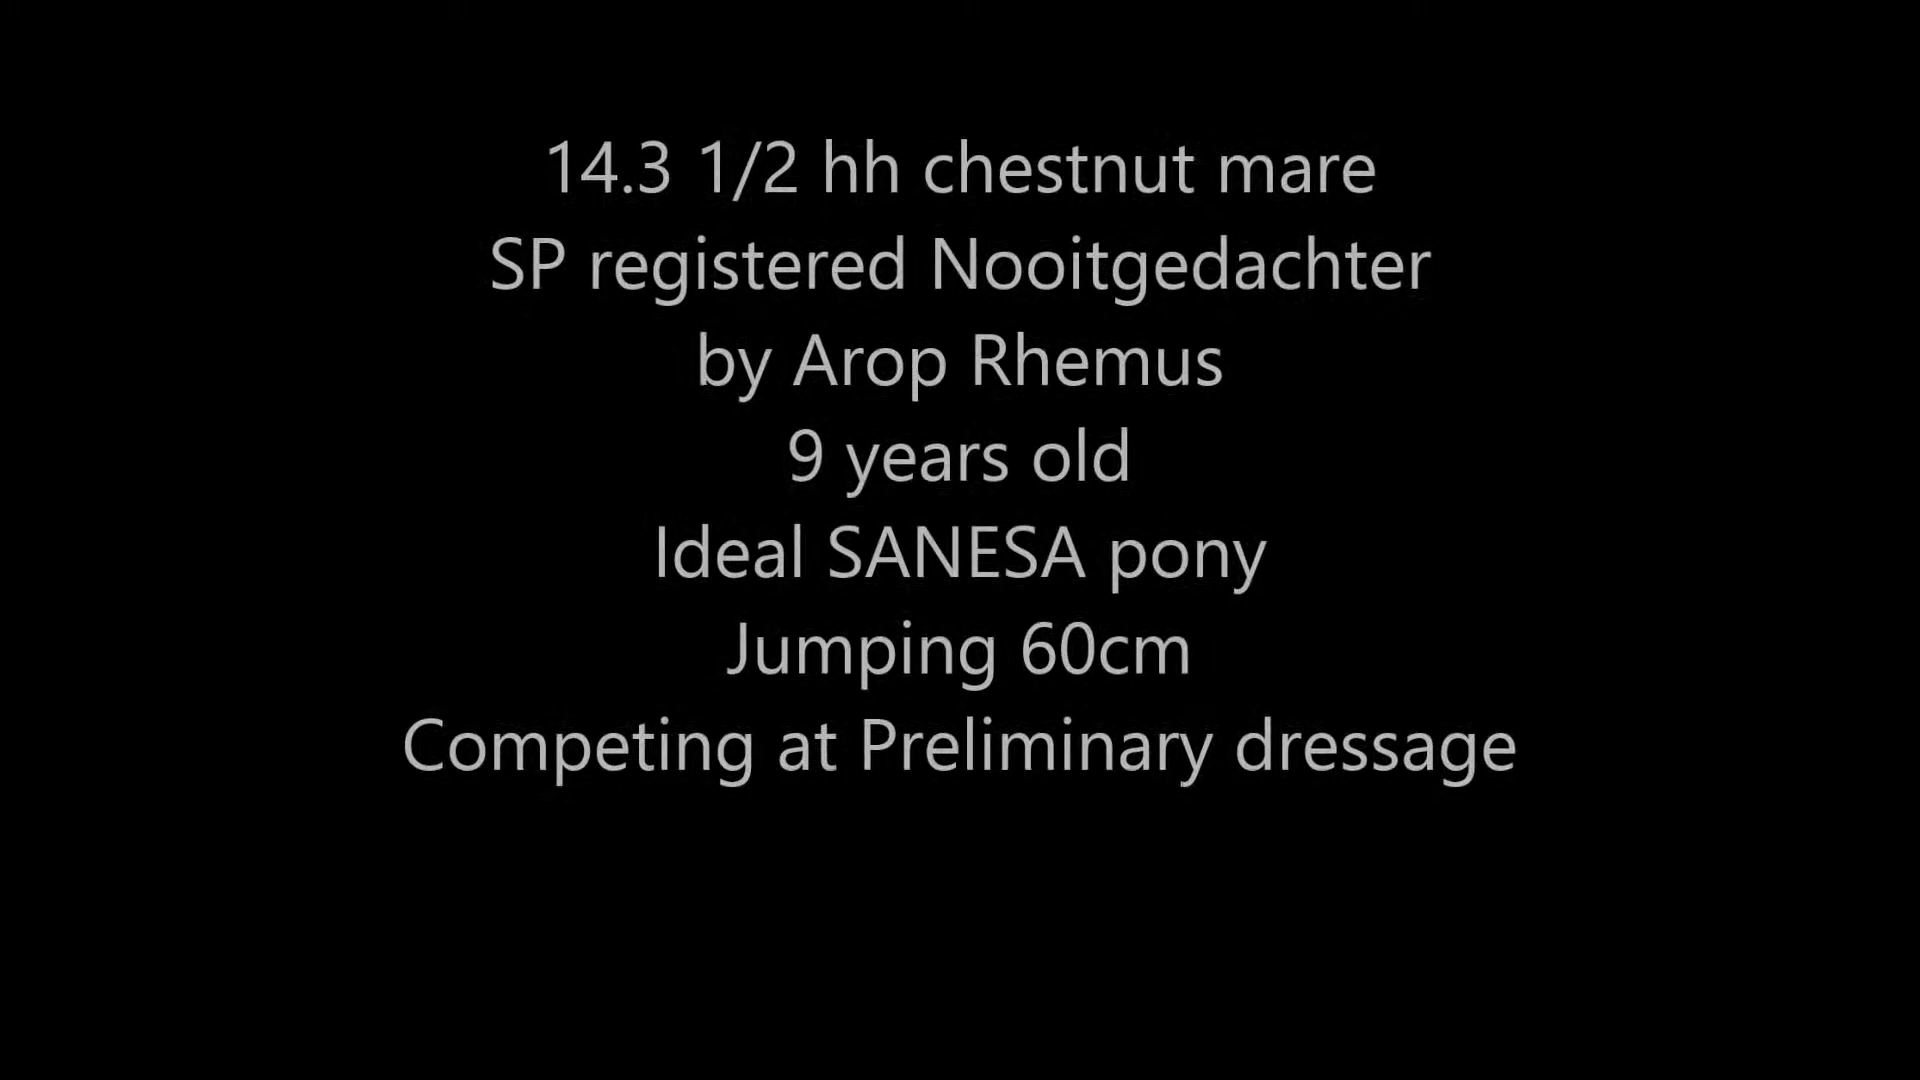 14.3 1/2 hh chestnut mare
SP registered Nooitgedachter
by Arop Rhemus
9 years old
Ideal SANESA pony
Jumping 60cm
Competing at Preliminary dressage